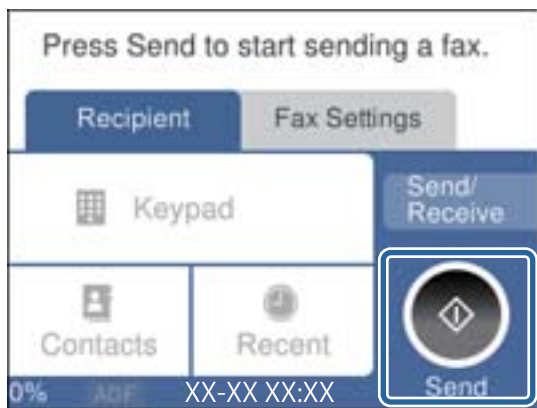 Press Send to start sending a fax.
Recipient
Fax Settings
Keypad
Send/
Receive
Contacts
Recent
0%
ADF
XX-XX XX:XX
Send